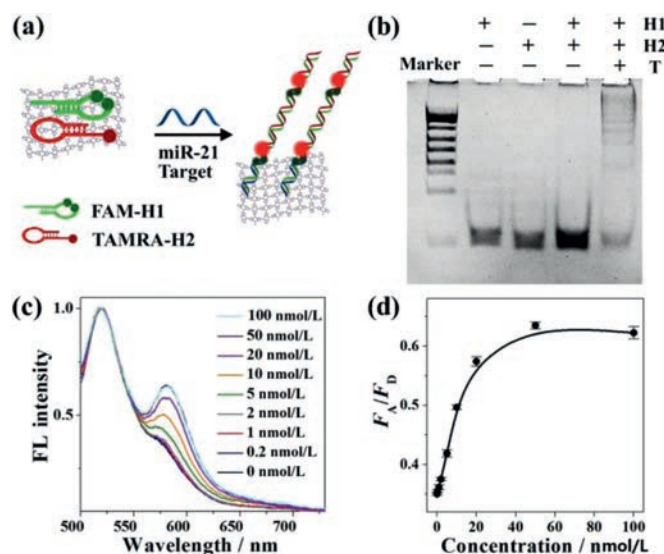 (a)
miR-21
Target
FAM-H1
TAMRA-H2
(b)
+ − + + H1
− + + + H2
Marker − − − + T
(c)
FL intensity
1.0
0.5
500 550 600 650 700
Wavelength / nm
100 nmol/L
50 nmol/L
20 nmol/L
10 nmol/L
5 nmol/L
2 nmol/L
1 nmol/L
0.2 nmol/L
0 nmol/L
(d)
FA/FD
0.6
0.5
0.4
0 20 40 60 80 100
Concentration / nmol/L